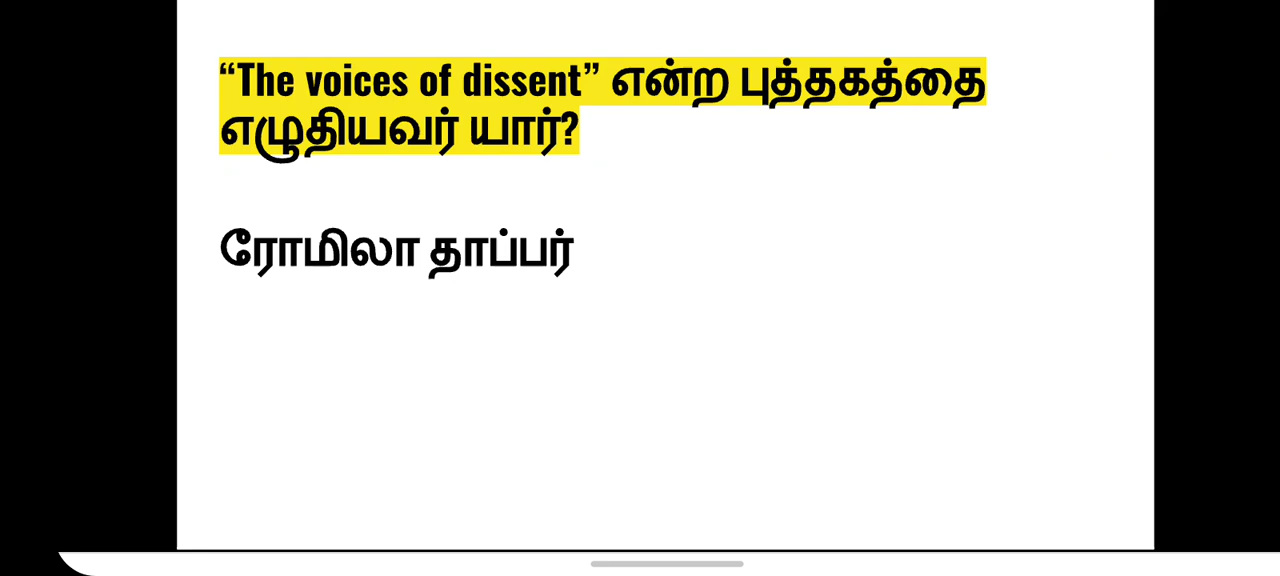 “The voices of dissent” என்ற புத்தகத்தை
எழுதியவர் யார்?
ரோமிலா தாப்பர்